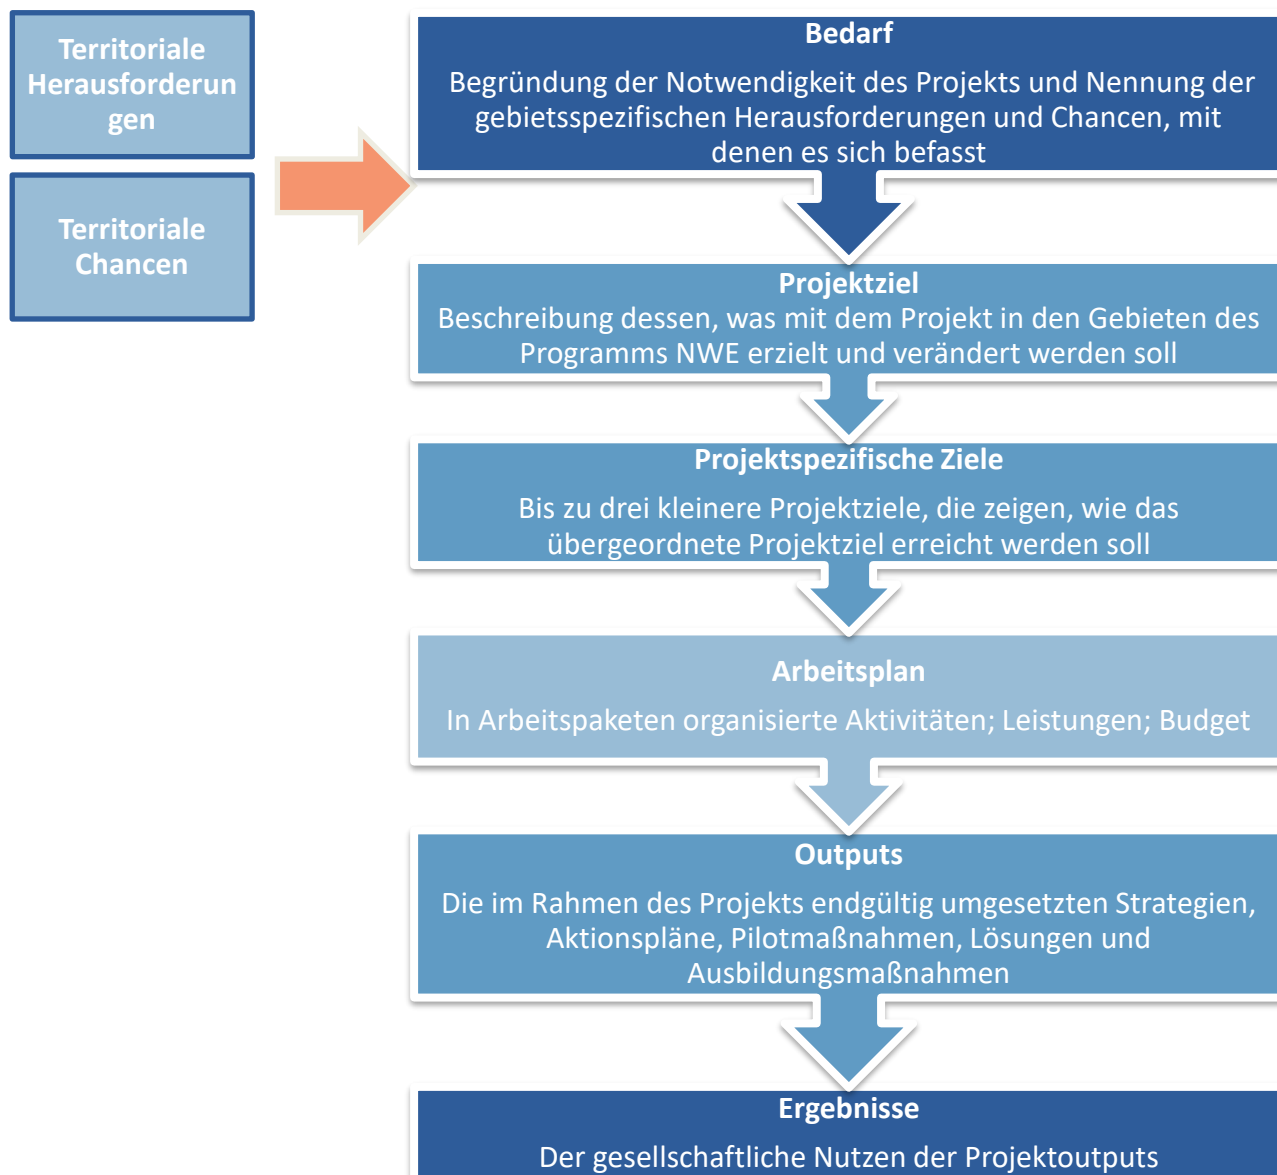 Territoriale
Herausforderun
gen
Territoriale
Chancen
Bedarf
Begründung der Notwendigkeit des Projekts und Nennung der
gebietsspezifischen Herausforderungen und Chancen, mit
denen es sich befasst
Projektziel
Beschreibung dessen, was mit dem Projekt in den Gebieten des
Programms NWE erzielt und verändert werden soll
Projektspezifische Ziele
Bis zu drei kleinere Projektziele, die zeigen, wie das
übergeordnete Projektziel erreicht werden soll
Arbeitsplan
In Arbeitspaketen organisierte Aktivitäten; Leistungen; Budget
Outputs
Die im Rahmen des Projekts endgültig umgesetzten Strategien,
Aktionspläne, Pilotmaßnahmen, Lösungen und
Ausbildungsmaßnahmen
Ergebnisse
Der gesellschaftliche Nutzen der Projektoutputs